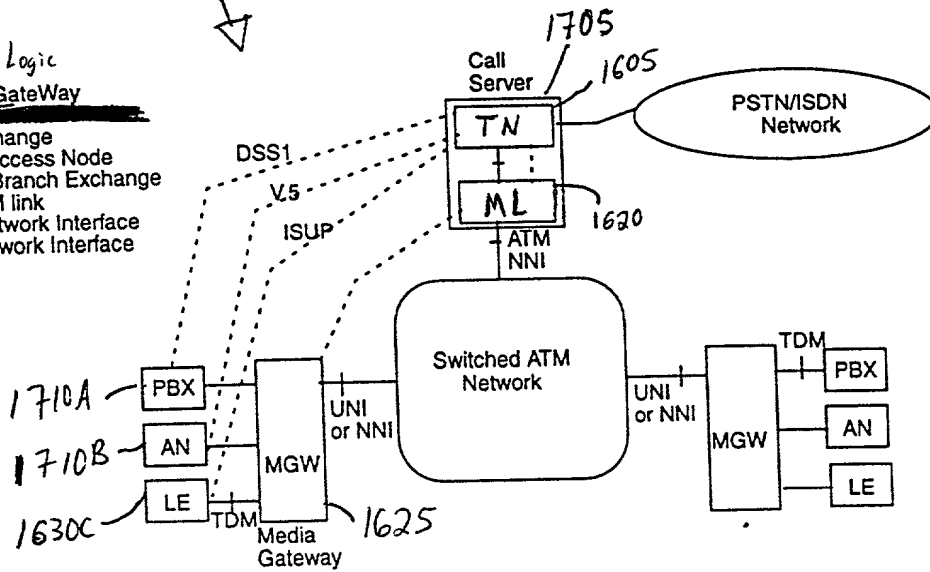 Logic
GateWay
hange
ccess Node
Branch Exchange
M link
twork Interface
work Interface
1705
Call
Server
1605
TN
PSTN/ISDN
Network
DSS1
V.5
ISUP
ML
1620
ATM
NNI
Switched ATM
Network
1710A
PBX
UNI
or NNI
1710B
AN
MGW
1630C
LE
TDM
Media
Gateway
1625
UNI
or NNI
MGW
TDM
PBX
AN
LE